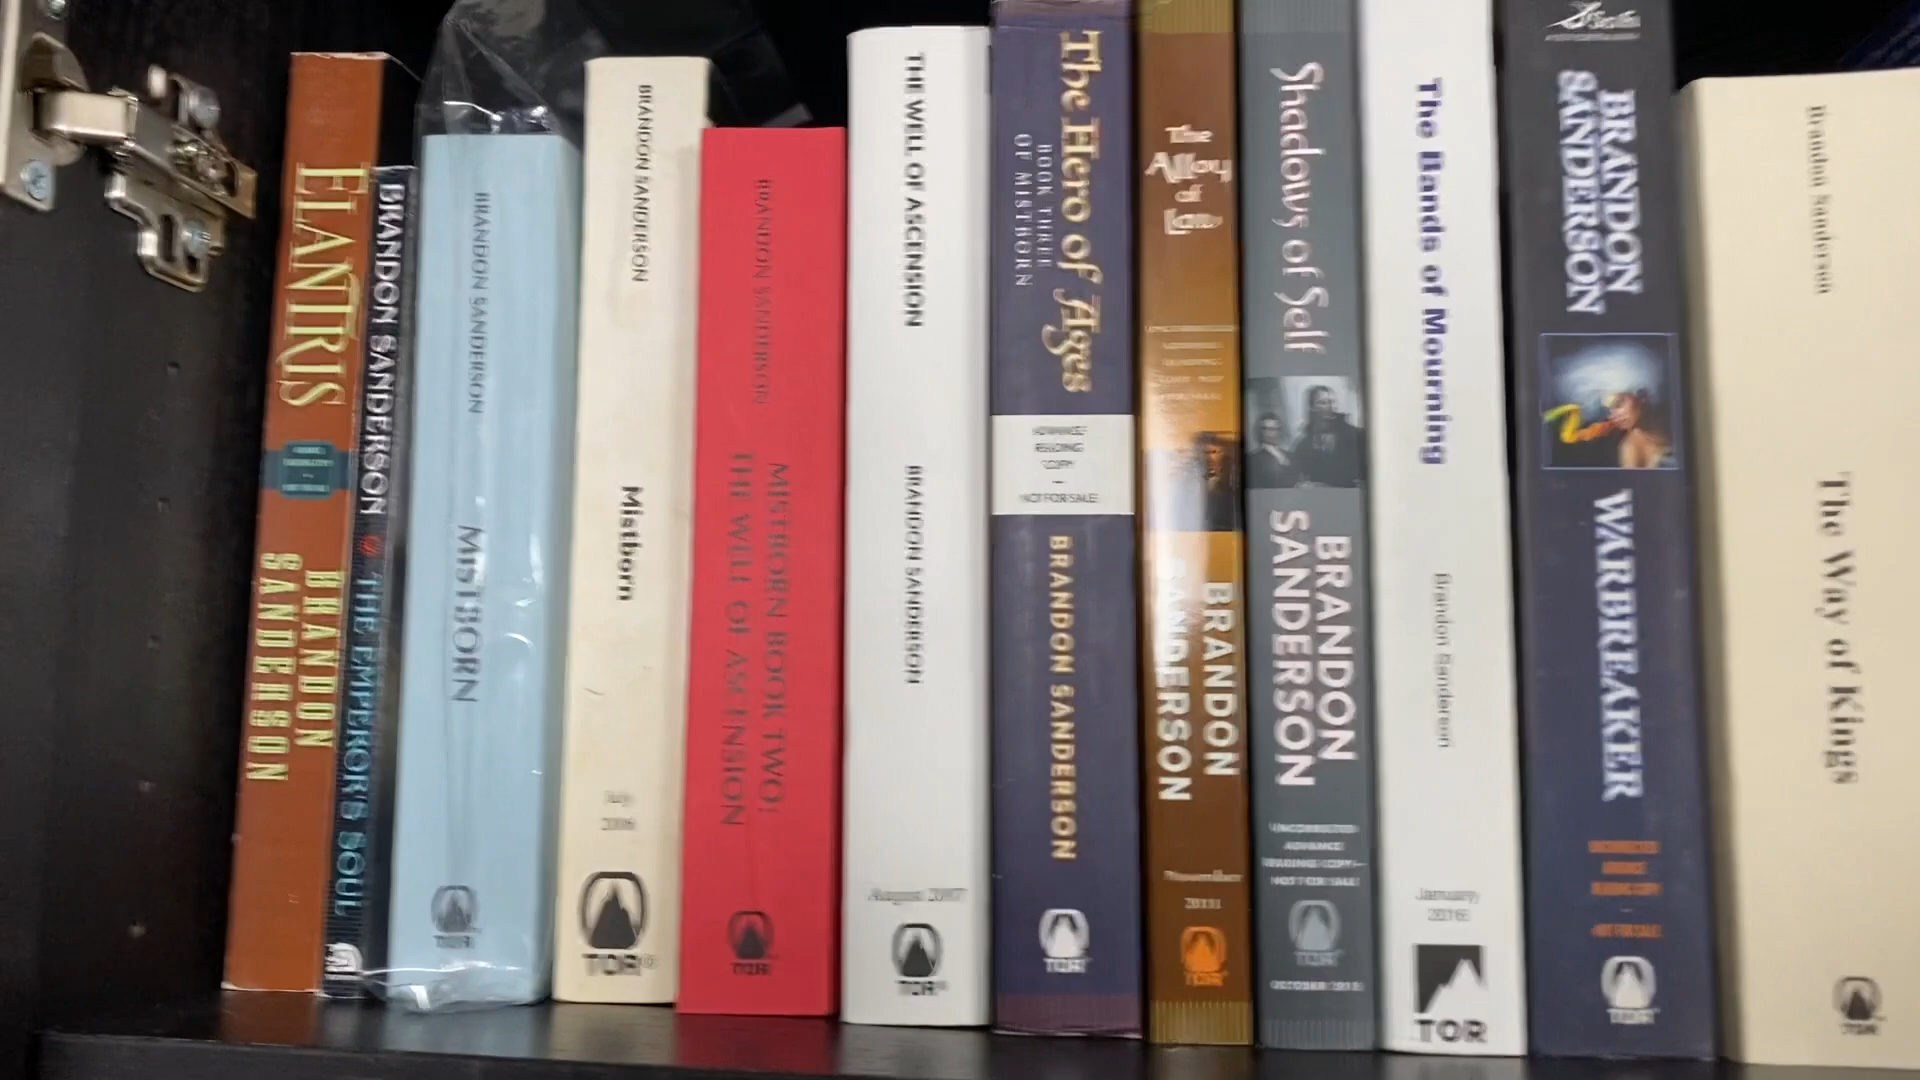 ELANTRIS
BRANDON
SANDERSON
BRANDON SANDERSON
THE EMPEROR'S SOUL
BRANDON SANDERSON
MISTBORN
TOR
BRANDON SANDERSON
Mistborn
July
2006
TOR
BRANDON SANDERSON
MISTBORN BOOK TWO:
THE WELL OF ASCENSION
TOR
THE WELL OF ASCENSION
BRANDON SANDERSON
August 2007
TOR
The Hero of Ages
BOOK THREE
OF MISTBORN
ADVANCE
READING
COPY
—
NOT FOR SALE
BRANDON SANDERSON
TOR
The
Alloy
of
Law
BRANDON
SANDERSON
November
2011
TOR
Shadows of Self
BRANDON
SANDERSON
UNCORRECTED
ADVANCE
READING COPY—
NOT FOR SALE
TOR
OCTOBER 2015
The Bands of Mourning
Brandon Sanderson
January
2016
TOR
BRANDON
SANDERSON
WARBREAKER
UNCORRECTED
ADVANCE
READING COPY
—
NOT FOR SALE
TOR
Brandon Sanderson
The Way of Kings
TOR